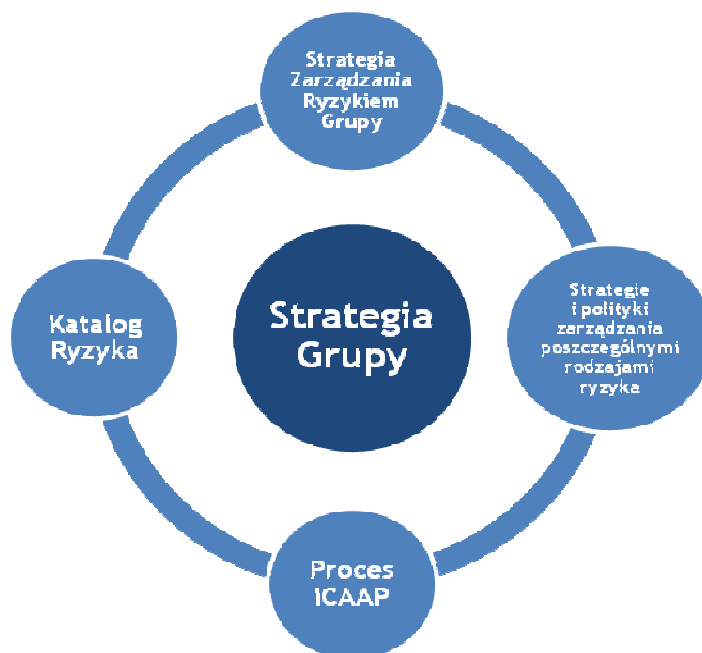 Strategia
Zarządzania
Ryzykiem
Grupy
Katalog
Ryzyka
Strategia
Grupy
Strategie
i polityki
zarządzania
poszczególnymi
rodzajami
ryzyka
Proces
ICAAP